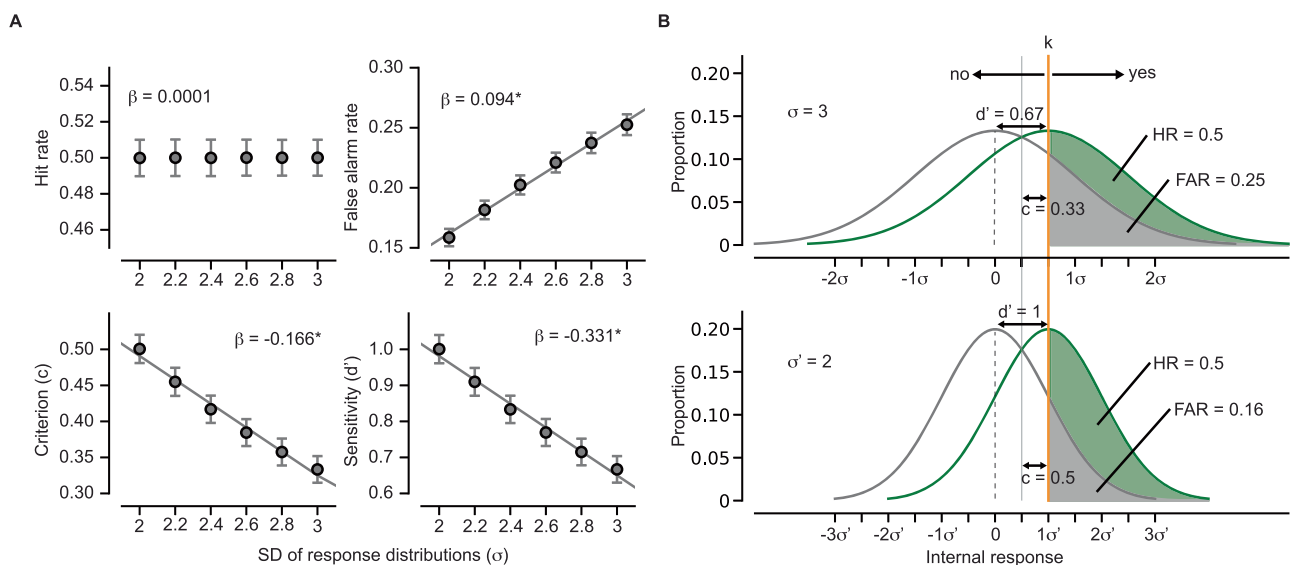 A
Hit rate
0.54
0.52
0.50
0.48
0.46
β = 0.0001
2 2.2 2.4 2.6 2.8 3
False alarm rate
0.30
0.25
0.20
0.15
β = 0.094*
2 2.2 2.4 2.6 2.8 3
Criterion (c)
0.50
0.45
0.40
0.35
0.30
β = -0.166*
2 2.2 2.4 2.6 2.8 3
Sensitivity (d’)
1.0
0.9
0.8
0.7
0.6
β = -0.331*
2 2.2 2.4 2.6 2.8 3
SD of response distributions (σ)
B
k
no yes
Proportion
0.20
0.15
0.10
0.05
0
σ = 3
d’ = 0.67
HR = 0.5
FAR = 0.25
c = 0.33
-2σ -1σ 0 1σ 2σ
Proportion
0.20
0.15
0.10
0.05
0
σ’ = 2
d’ = 1
HR = 0.5
FAR = 0.16
c = 0.5
-3σ’ -2σ’ -1σ’ 0 1σ’ 2σ’ 3σ’
Internal response